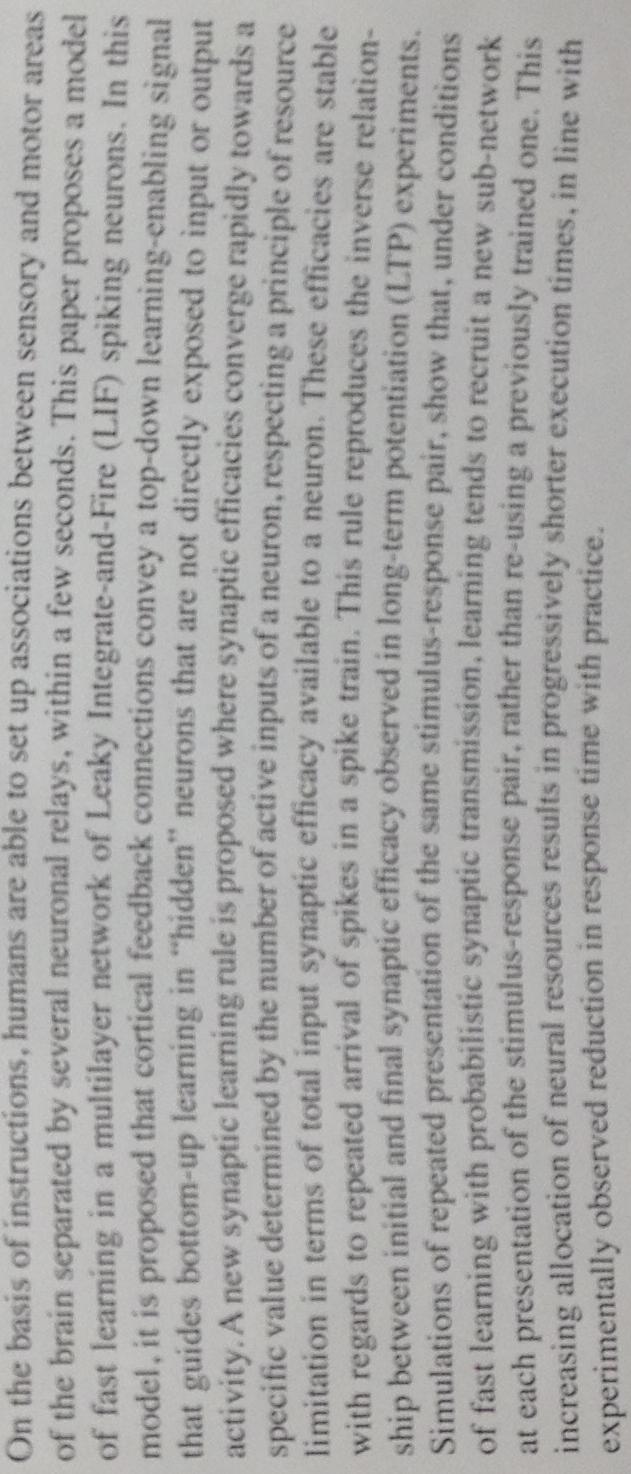 On the basis of instructions, humans are able to set up associations between sensory and motor areas
of the brain separated by several neuronal relays, within a few seconds. This paper proposes a model
of fast learning in a multilayer network of Leaky Integrate-and-Fire (LIF) spiking neurons. In this
model, it is proposed that cortical feedback connections convey a top-down learning-enabling signal
that guides bottom-up learning in "hidden" neurons that are not directly exposed to input or output
activity. A new synaptic learning rule is proposed where synaptic efficacies converge rapidly towards a
specific value determined by the number of active inputs of a neuron, respecting a principle of resource
limitation in terms of total input synaptic efficacy available to a neuron. These efficacies are stable
with regards to repeated arrival of spikes in a spike train. This rule reproduces the inverse relation-
ship between initial and final synaptic efficacy observed in long-term potentiation (LTP) experiments.
Simulations of repeated presentation of the same stimulus-response pair, show that, under conditions
of fast learning with probabilistic synaptic transmission, learning tends to recruit a new sub-network
at each presentation of the stimulus-response pair, rather than re-using a previously trained one. This
increasing allocation of neural resources results in progressively shorter execution times, in line with
experimentally observed reduction in response time with practice.